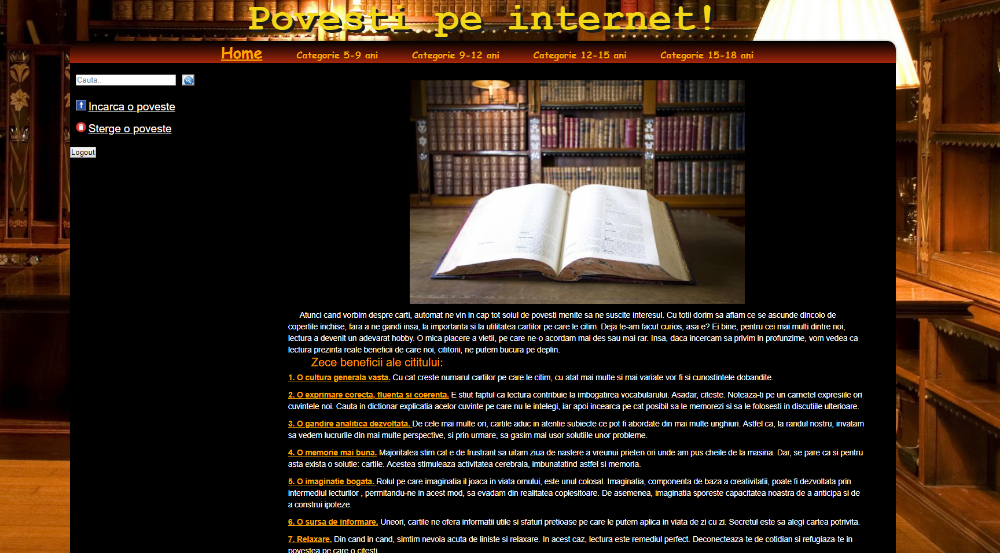 Povesti pe internet!
Home Categorie 5-9 ani Categorie 9-12 ani Categorie 12-15 ani Categorie 15-18 ani
Cauta..
Incarca o poveste
Sterge o poveste
Logout
Atunci cand vorbim despre carti, automat ne vin in cap tot soiul de povesti menite sa ne suscite interesul. Cu totii dorim sa aflam ce se ascunde dincolo de
copertile inchise, fara a ne gandi insa, la importanta si la utilitatea cartilor pe care le citim. Deja te-am facut curios, asa e? Ei bine, pentru cei mai multi dintre noi,
lectura a devenit un adevarat hobby. O mica placere a vietii, pe care ne-o acordam mai des sau mai rar. Insa, daca incercam sa privim in profunzime, vom vedea ca
lectura prezinta reale beneficii de care noi, cititorii, ne putem bucura pe deplin.
Zece beneficii ale cititului:
1. O cultura generala vasta. Cu cat creste numarul cartilor pe care le citim, cu atat mai multe si mai variate vor fi si cunostintele dobandite.
2. O exprimare corecta, fluenta si coerenta. E stiut faptul ca lectura contribuie la imbogatirea vocabularului. Asadar, citeste. Noteaza-ti pe un carnetel expresiile ori
cuvintele noi. Cauta in dictionar explicatia acelor cuvinte pe care nu le intelegi, iar apoi incearca pe cat posibil sa le memorezi si sa le folosesti in discutiile ulterioare.
3. O gandire analitica dezvoltata. De cele mai multe ori, cartile aduc in atentie subiecte ce pot fi abordate din mai multe unghiuri. Astfel ca, la randul nostru, invatam
sa vedem lucrurile din mai multe perspective, si prin urmare, sa gasim mai usor solutiile unor probleme.
4. O memorie mai buna. Majoritatea stim cat e de frustrant sa uitam ziua de nastere a vreunui prieten ori unde am pus cheile de la masina. Dar, se pare ca si pentru
asta exista o solutie: cartile. Acestea stimuleaza activitatea cerebrala, imbunatatind astfel si memoria.
5. O imaginatie bogata. Rolul pe care imaginatia il joaca in viata omului, este unul colosal. Imaginatia, componenta de baza a creativitatii, poate fi dezvoltata prin
intermediul lecturilor , permitandu-ne in acest mod, sa evadam din realitatea coplesitoare. De asemenea, imaginatia sporeste capacitatea noastra de a anticipa si de
a construi ipoteze.
6. O sursa de informare. Uneori, cartile ne ofera informatii utile si sfaturi pretioase pe care le putem aplica in viata de zi cu zi. Secretul este sa alegi cartea potrivita.
7. Relaxare. Din cand in cand, simtim nevoia acuta de liniste si relaxare. In acest caz, lectura este remediul perfect. Deconecteaza-te de cotidian si refugiaza-te in
povestea pe care o citesti